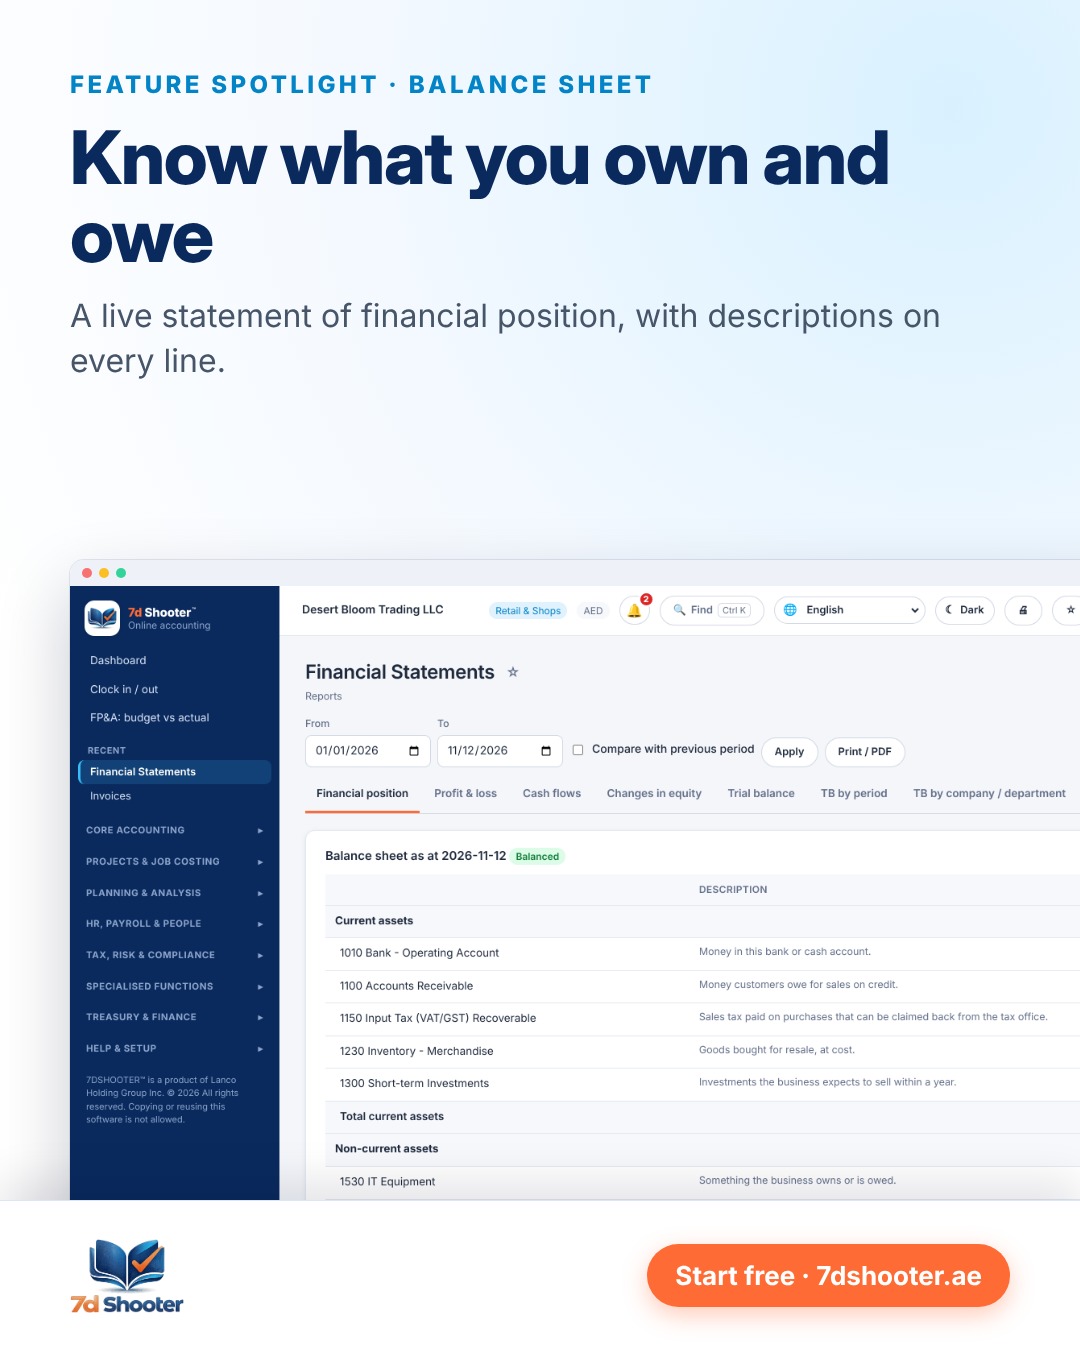 FEATURE SPOTLIGHT · BALANCE SHEET
Know what you own and
owe
A live statement of financial position, with descriptions on
every line.
7d Shooter™
Online accounting
Dashboard
Clock in / out
FP&A: budget vs actual
RECENT
Financial Statements
Invoices
CORE ACCOUNTING
PROJECTS & JOB COSTING
PLANNING & ANALYSIS
HR, PAYROLL & PEOPLE
TAX, RISK & COMPLIANCE
SPECIALISED FUNCTIONS
TREASURY & FINANCE
HELP & SETUP
7DSHOOTER™ is a product of Lanco
Holding Group Inc. © 2026 All rights
reserved. Copying or reusing this
software is not allowed.
Desert Bloom Trading LLC Retail & Shops AED 2 Find Ctrl K English Dark
Financial Statements
Reports
From To
01/01/2026 11/12/2026 Compare with previous period Apply Print / PDF
Financial position Profit & loss Cash flows Changes in equity Trial balance TB by period TB by company / department
Balance sheet as at 2026-11-12 Balanced
DESCRIPTION
Current assets
1010 Bank - Operating Account Money in this bank or cash account.
1100 Accounts Receivable Money customers owe for sales on credit.
1150 Input Tax (VAT/GST) Recoverable Sales tax paid on purchases that can be claimed back from the tax office.
1230 Inventory - Merchandise Goods bought for resale, at cost.
1300 Short-term Investments Investments the business expects to sell within a year.
Total current assets
Non-current assets
1530 IT Equipment Something the business owns or is owed.
7d Shooter
Start free · 7dshooter.ae